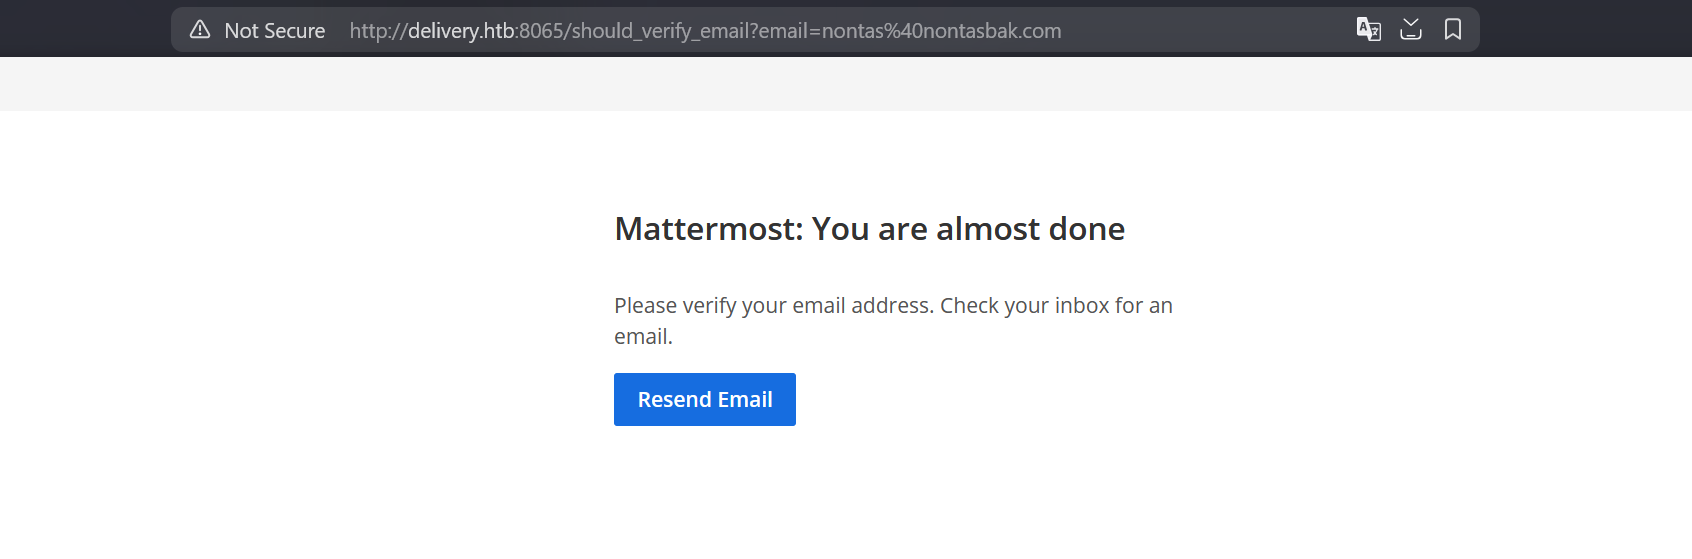 Not Secure http://delivery.htb:8065/should_verify_email?email=nontas%40nontasbak.com
Mattermost: You are almost done
Please verify your email address. Check your inbox for an
email.
Resend Email